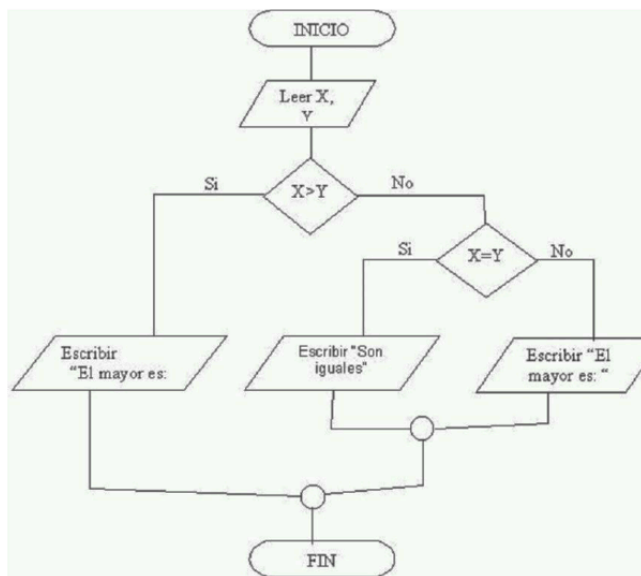 INICIO
Leer X,
Y
X>Y
Si
No
X=Y
Si
No
Escribir
“El mayor es:
Escribir "Son
iguales"
Escribir “El
mayor es: “
FIN